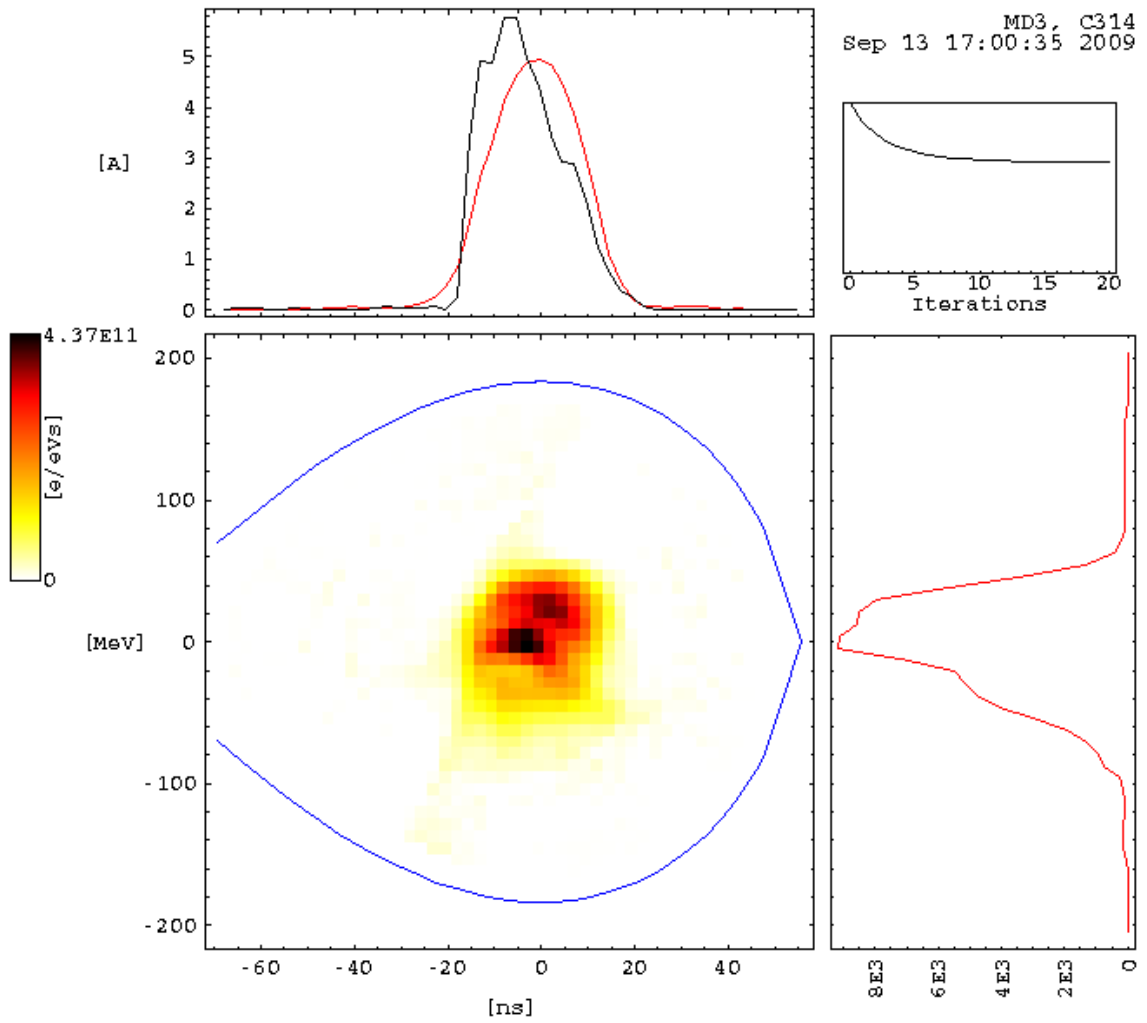 MD3, C314
Sep 13 17:00:35 2009
5
4
3
2
1
0
[A]
0 5 10 15 20
Iterations
4.37E11
[e/eVs]
0
200
100
0
-100
-200
[MeV]
-60 -40 -20 0 20 40
[ns]
8E3 6E3 4E3 2E3 0